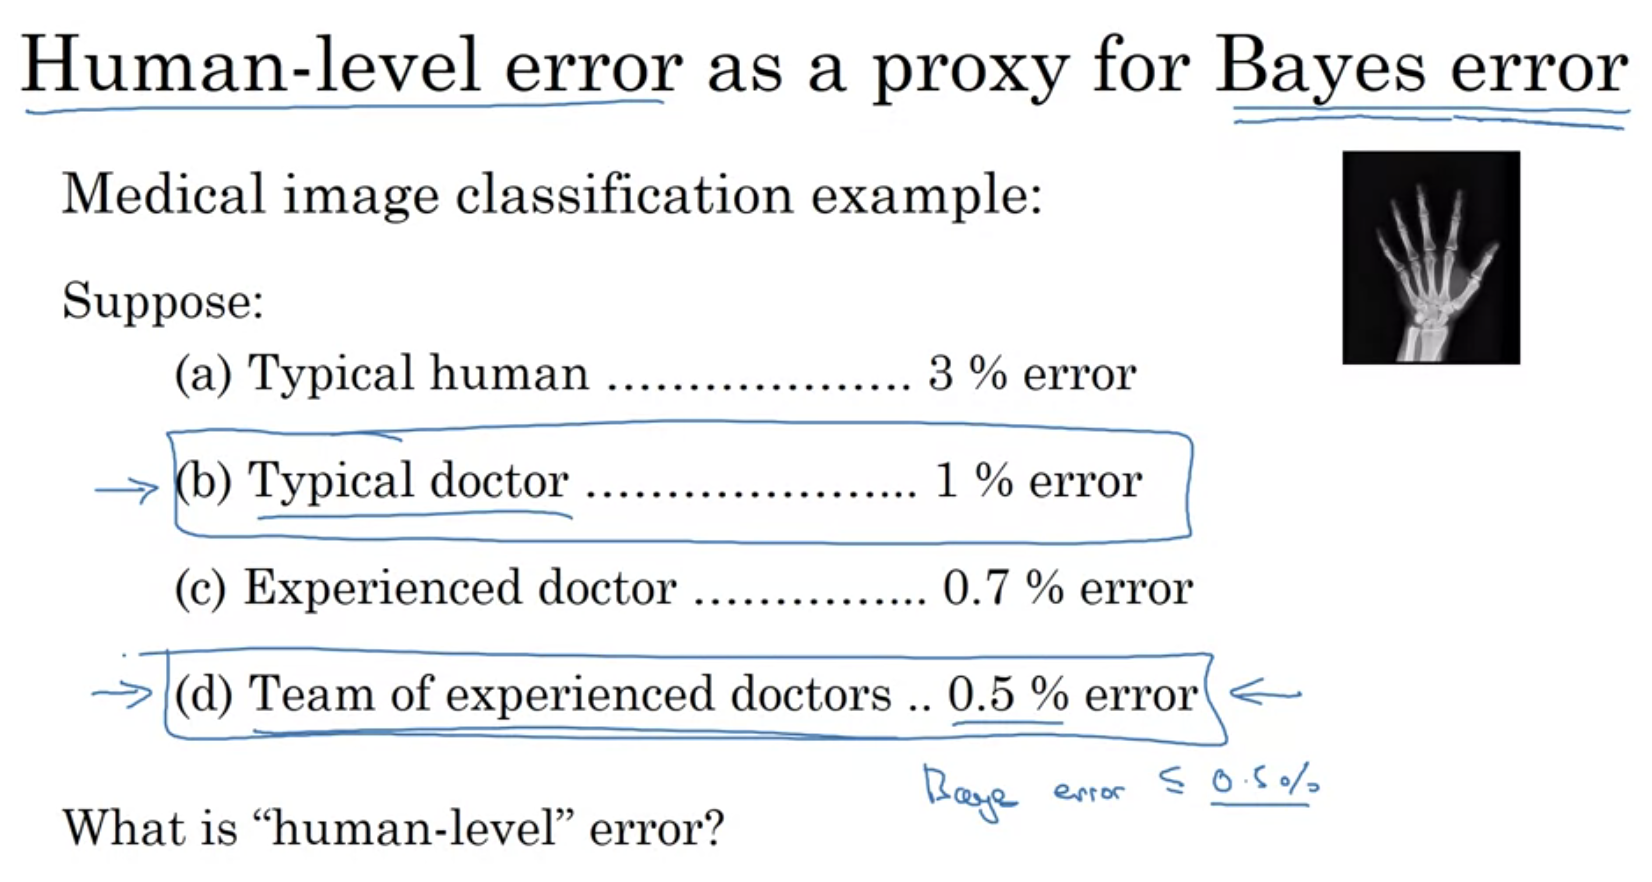 Human-level error as a proxy for Bayes error
Medical image classification example:
Suppose:
(a) Typical human ................... 3 % error
(b) Typical doctor ..................... 1 % error
(c) Experienced doctor ............... 0.7 % error
(d) Team of experienced doctors .. 0.5 % error
Baye error ≤ 0.5%
What is “human-level” error?